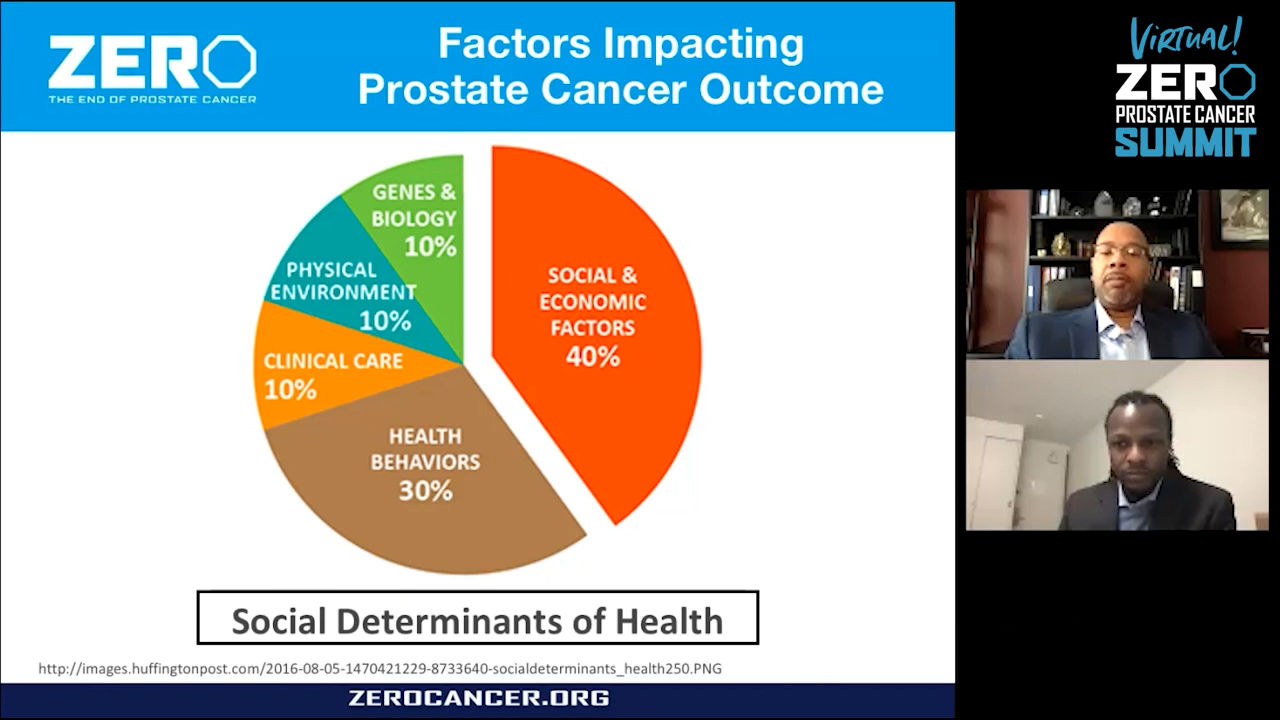 ZERO
THE END OF PROSTATE CANCER
Factors Impacting
Prostate Cancer Outcome
GENES &
BIOLOGY
10%
PHYSICAL
ENVIRONMENT
10%
CLINICAL CARE
10%
HEALTH
BEHAVIORS
30%
SOCIAL &
ECONOMIC
FACTORS
40%
Social Determinants of Health
http://images.huffingtonpost.com/2016-08-05-1470421229-8733640-socialdeterminants_health250.PNG
ZEROCANCER.ORG
VIRTUAL!
ZERO
PROSTATE CANCER
SUMMIT